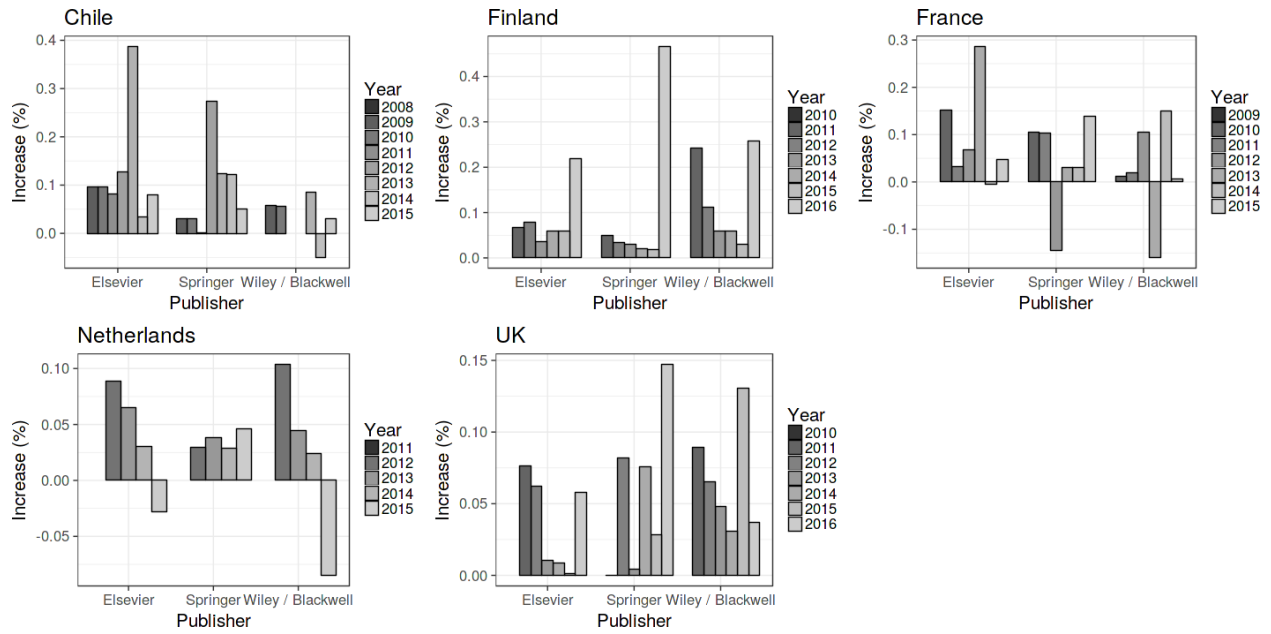 Chile
Increase (%)
0.4
0.3
0.2
0.1
0.0
Elsevier Springer Wiley / Blackwell
Publisher
Year
2008
2009
2010
2011
2012
2013
2014
2015
Finland
Increase (%)
0.4
0.3
0.2
0.1
0.0
Elsevier Springer Wiley / Blackwell
Publisher
Year
2010
2011
2012
2013
2014
2015
2016
France
Increase (%)
0.3
0.2
0.1
0.0
-0.1
Elsevier Springer Wiley / Blackwell
Publisher
Year
2009
2010
2011
2012
2013
2014
2015
Netherlands
Increase (%)
0.10
0.05
0.00
-0.05
Elsevier Springer Wiley / Blackwell
Publisher
Year
2011
2012
2013
2014
2015
UK
Increase (%)
0.15
0.10
0.05
0.00
Elsevier Springer Wiley / Blackwell
Publisher
Year
2010
2011
2012
2013
2014
2015
2016